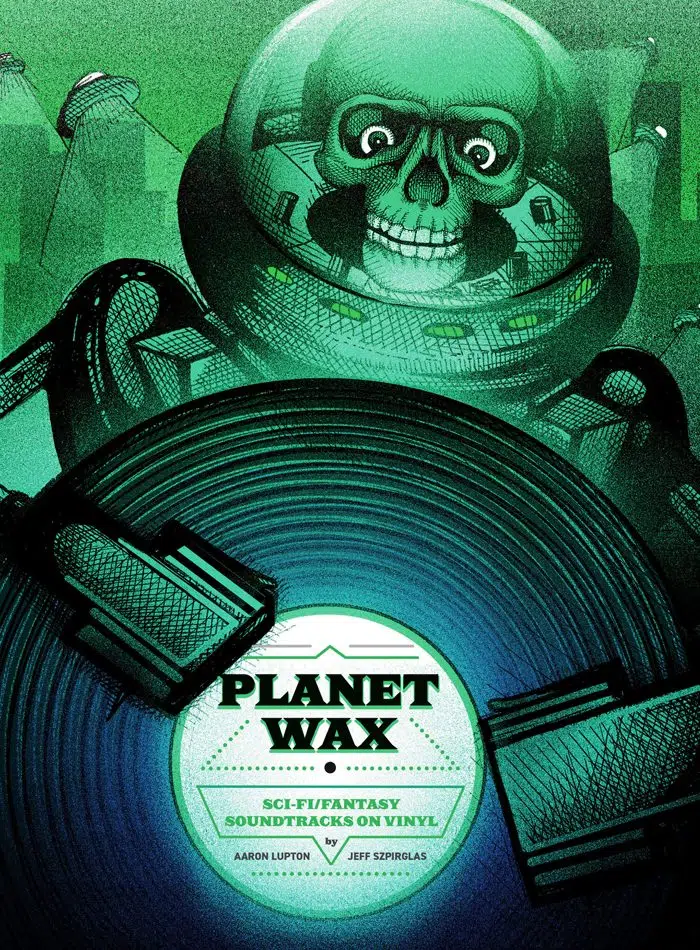 PLANET
WAX
SCI-FI/FANTASY
SOUNDTRACKS ON VINYL
by
AARON LUPTON JEFF SZPIRGLAS